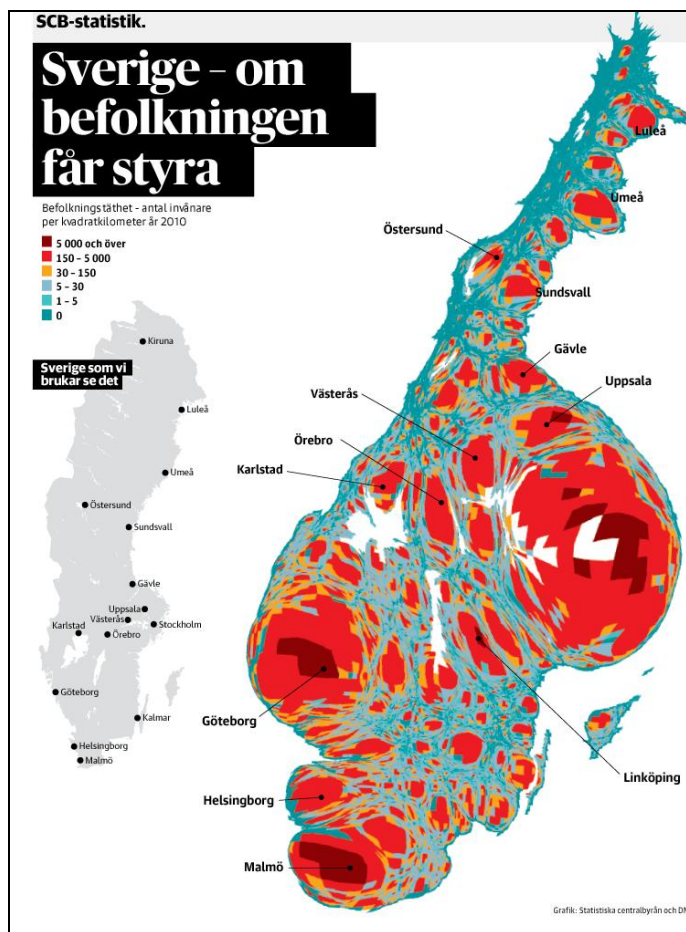 SCB-statistik.
Sverige – om
befolkningen
får styra
Befolkningstäthet - antal invånare
per kvadratkilometer år 2010
5 000 och över
150 – 5 000
30 – 150
5 – 30
1 – 5
0
Sverige som vi
brukar se det
Kiruna
Luleå
Umeå
Östersund
Sundsvall
Gävle
Uppsala
Västerås
Karlstad
Stockholm
Örebro
Göteborg
Kalmar
Helsingborg
Malmö
Luleå
Umeå
Östersund
Sundsvall
Gävle
Uppsala
Västerås
Örebro
Karlstad
Göteborg
Linköping
Helsingborg
Malmö
Grafik: Statistiska centralbyrån och DN